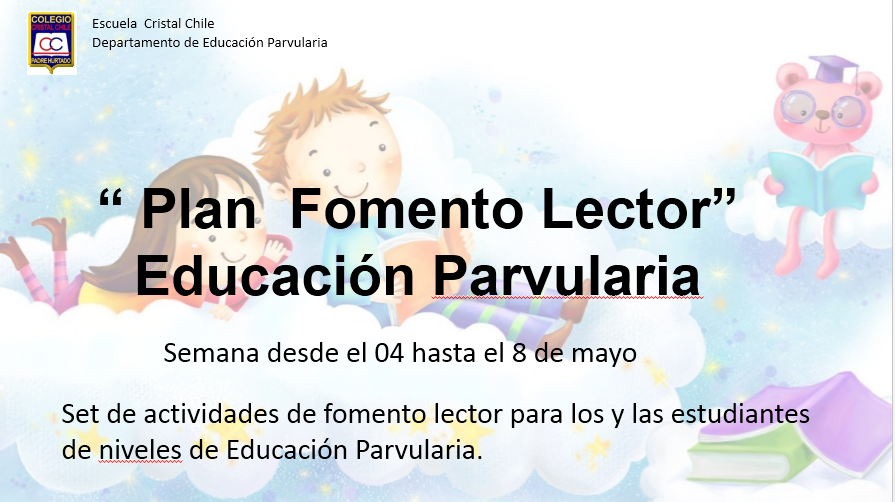 COLEGIO
CRISTAL CHILE
CC
PADRE HURTADO
Escuela  Cristal Chile
Departamento de Educación Parvularia
“ Plan  Fomento Lector”
Educación Parvularia
Semana desde el 04 hasta el 8 de mayo
Set de actividades de fomento lector para los y las estudiantes
de niveles de Educación Parvularia.